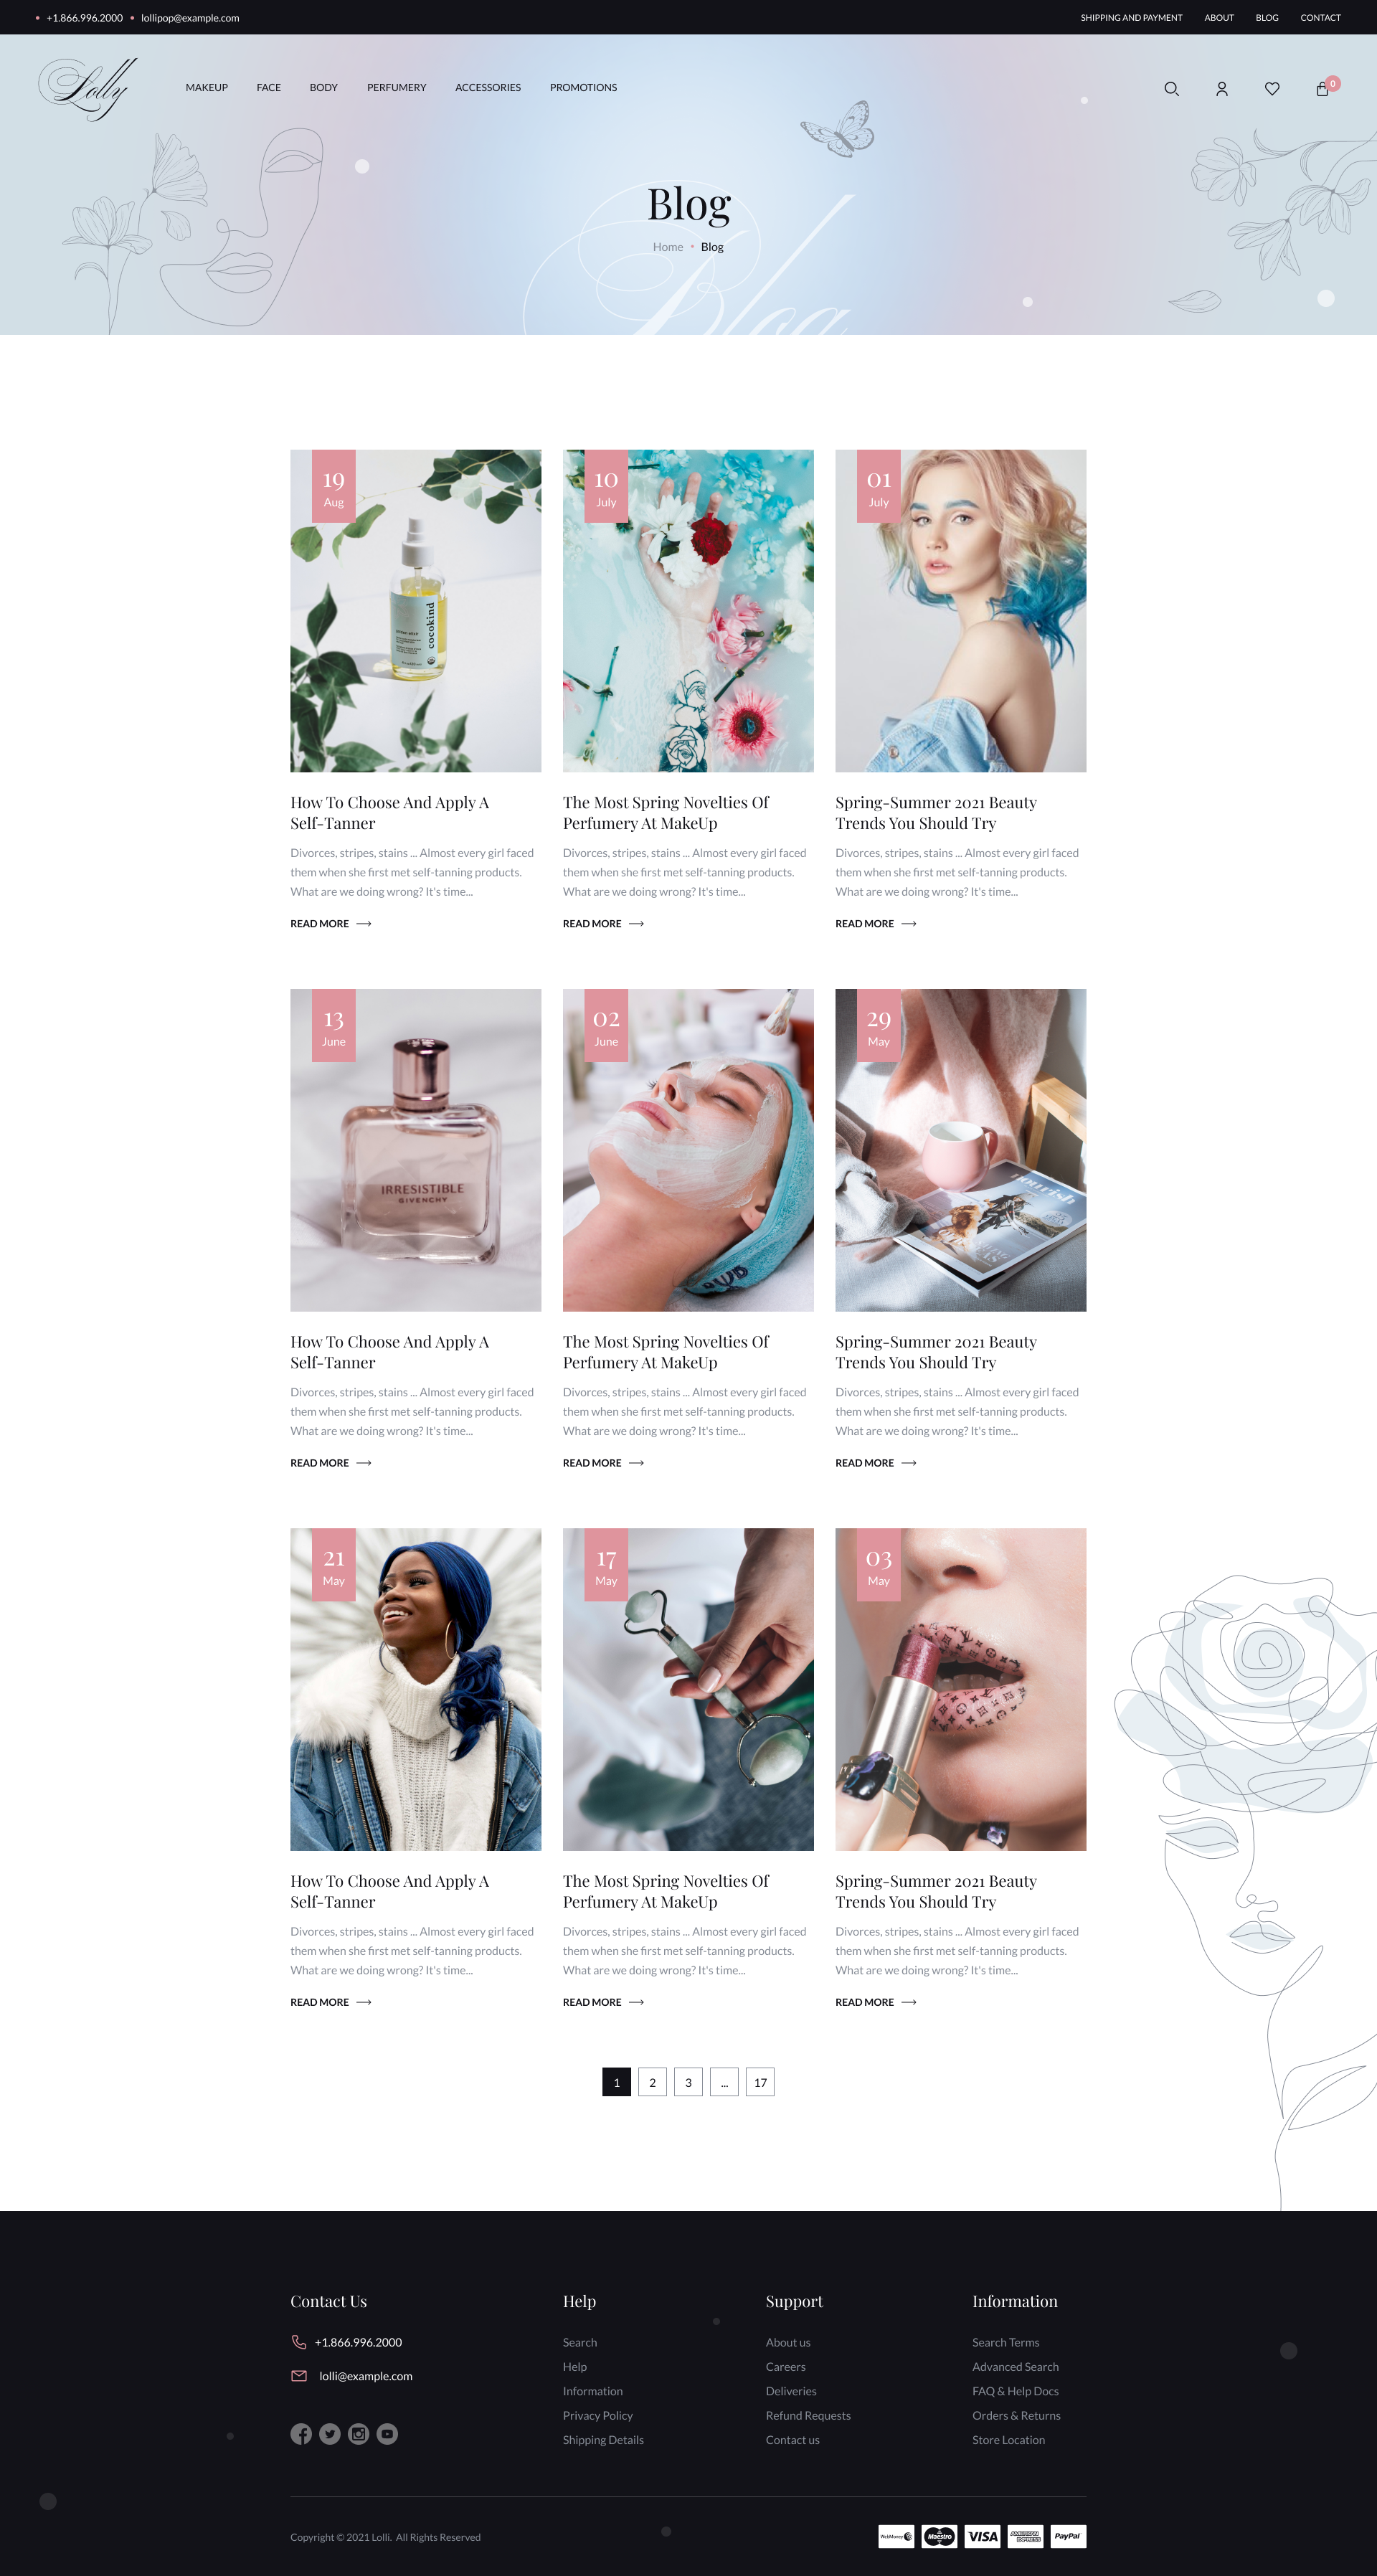 +1.866.996.2000 lollipop@example.com
SHIPPING AND PAYMENT ABOUT BLOG CONTACT
Lolly
MAKEUP FACE BODY PERFUMERY ACCESSORIES PROMOTIONS
0
Blog
Blog
Home • Blog
19
Aug
cocokind
How To Choose And Apply A
Self-Tanner
Divorces, stripes, stains ... Almost every girl faced
them when she first met self-tanning products.
What are we doing wrong? It's time...
READ MORE
10
July
The Most Spring Novelties Of
Perfumery At MakeUp
Divorces, stripes, stains ... Almost every girl faced
them when she first met self-tanning products.
What are we doing wrong? It's time...
READ MORE
01
July
Spring-Summer 2021 Beauty
Trends You Should Try
Divorces, stripes, stains ... Almost every girl faced
them when she first met self-tanning products.
What are we doing wrong? It's time...
READ MORE
13
June
IRRESISTIBLE
GIVENCHY
How To Choose And Apply A
Self-Tanner
Divorces, stripes, stains ... Almost every girl faced
them when she first met self-tanning products.
What are we doing wrong? It's time...
READ MORE
02
June
The Most Spring Novelties Of
Perfumery At MakeUp
Divorces, stripes, stains ... Almost every girl faced
them when she first met self-tanning products.
What are we doing wrong? It's time...
READ MORE
29
May
nourish
Spring-Summer 2021 Beauty
Trends You Should Try
Divorces, stripes, stains ... Almost every girl faced
them when she first met self-tanning products.
What are we doing wrong? It's time...
READ MORE
21
May
How To Choose And Apply A
Self-Tanner
Divorces, stripes, stains ... Almost every girl faced
them when she first met self-tanning products.
What are we doing wrong? It's time...
READ MORE
17
May
The Most Spring Novelties Of
Perfumery At MakeUp
Divorces, stripes, stains ... Almost every girl faced
them when she first met self-tanning products.
What are we doing wrong? It's time...
READ MORE
03
May
Spring-Summer 2021 Beauty
Trends You Should Try
Divorces, stripes, stains ... Almost every girl faced
them when she first met self-tanning products.
What are we doing wrong? It's time...
READ MORE
1 2 3 ... 17
Contact Us
+1.866.996.2000
lolli@example.com
Help
Search
Help
Information
Privacy Policy
Shipping Details
Support
About us
Careers
Deliveries
Refund Requests
Contact us
Information
Search Terms
Advanced Search
FAQ & Help Docs
Orders & Returns
Store Location
Copyright © 2021 Lolli. All Rights Reserved
WebMoney Maestro VISA AMERICAN EXPRESS PayPal